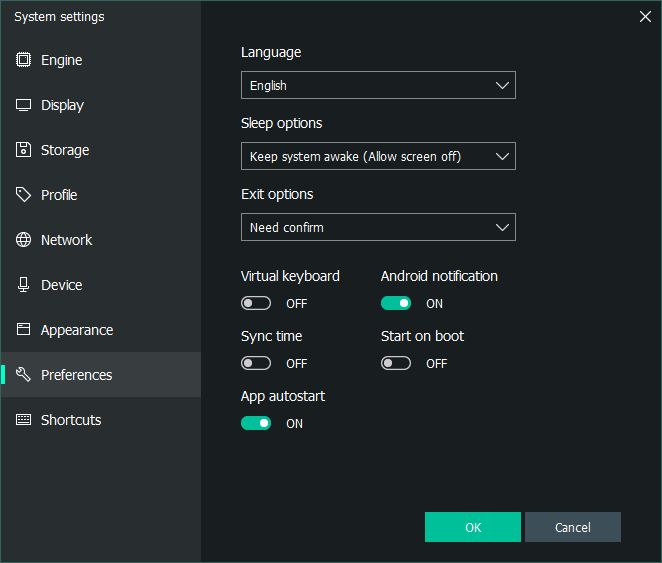 System settings
Engine
Display
Storage
Profile
Network
Device
Appearance
Preferences
Shortcuts
Language
English
Sleep options
Keep system awake (Allow screen off)
Exit options
Need confirm
Virtual keyboard Android notification
OFF ON
Sync time Start on boot
OFF OFF
App autostart
ON
OK Cancel